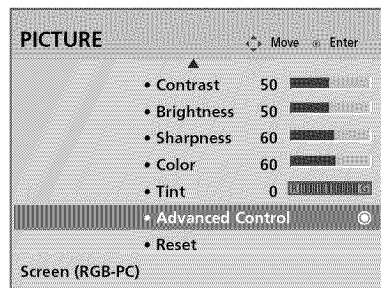 PICTURE Move Enter
• Contrast 50
• Brightness 50
• Sharpness 60
• Color 60
• Tint 0 R G
• Advanced Control
• Reset
Screen (RGB-PC)